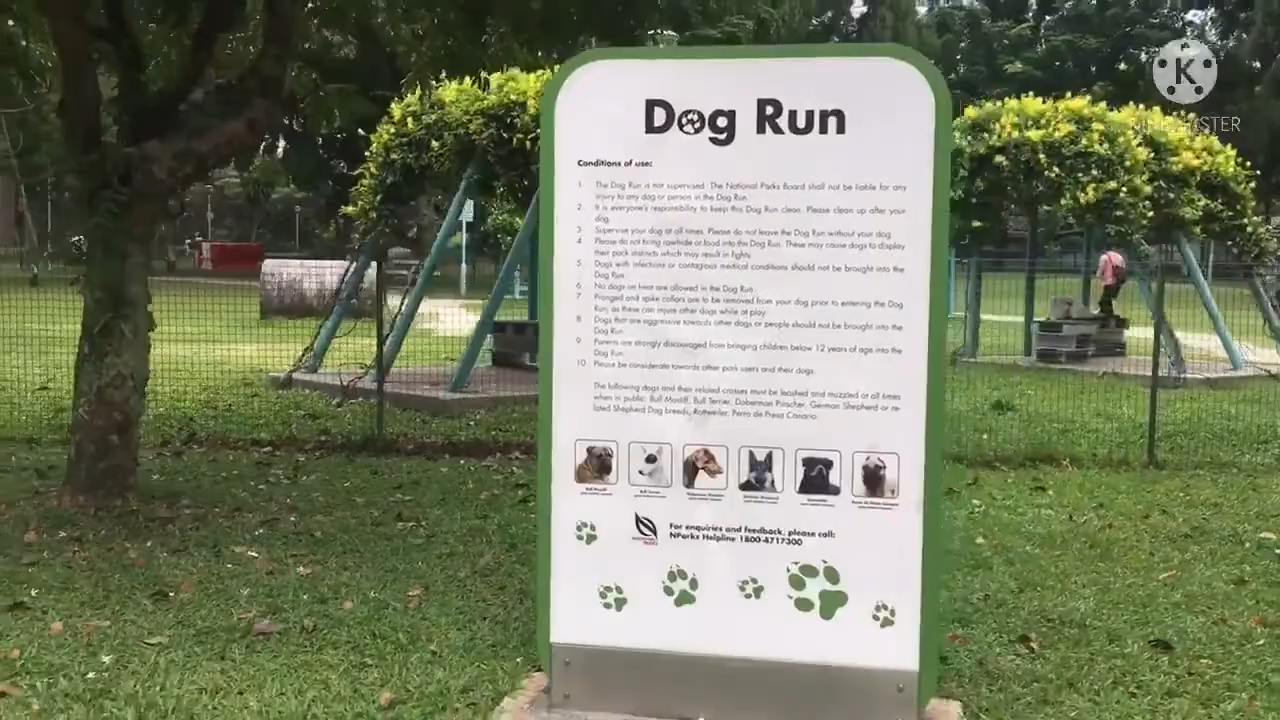 Dog Run
Conditions of use:
1. The Dog Run is not supervised. The National Parks Board shall not be liable for any
injury to any dog or person in the Dog Run.
2. It is everyone's responsibility to keep this Dog Run clean. Please clean up after your
dog.
3. Supervise your dog at all times. Please do not leave the Dog Run without your dog.
4. Please do not bring rawhide or food into the Dog Run. These may cause dogs to display
their pack instincts which may result in fights.
5. Dogs with infections or contagious medical conditions should not be brought into the
Dog Run.
6. No dogs on heat are allowed in the Dog Run.
7. Pronged and spike collars are to be removed from your dog prior to entering the Dog
Run, as these can injure other dogs while at play.
8. Dogs that are aggressive towards other dogs or people should not be brought into the
Dog Run.
9. Parents are strongly discouraged from bringing children below 12 years of age into the
Dog Run.
10. Please be considerate towards other park users and their dogs.
The following dogs and their related crosses must be leashed and muzzled at all times
when in public: Bull Mastiff, Bull Terrier, Doberman Pinscher, German Shepherd or re-
lated Shepherd Dog breeds, Rottweiler, Perro de Presa Canario.
For enquiries and feedback, please call:
NParks Helpline 1800-4717300
K